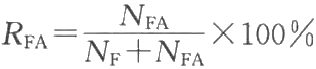 R_FA = N_FA / (N_F + N_FA) × 100%